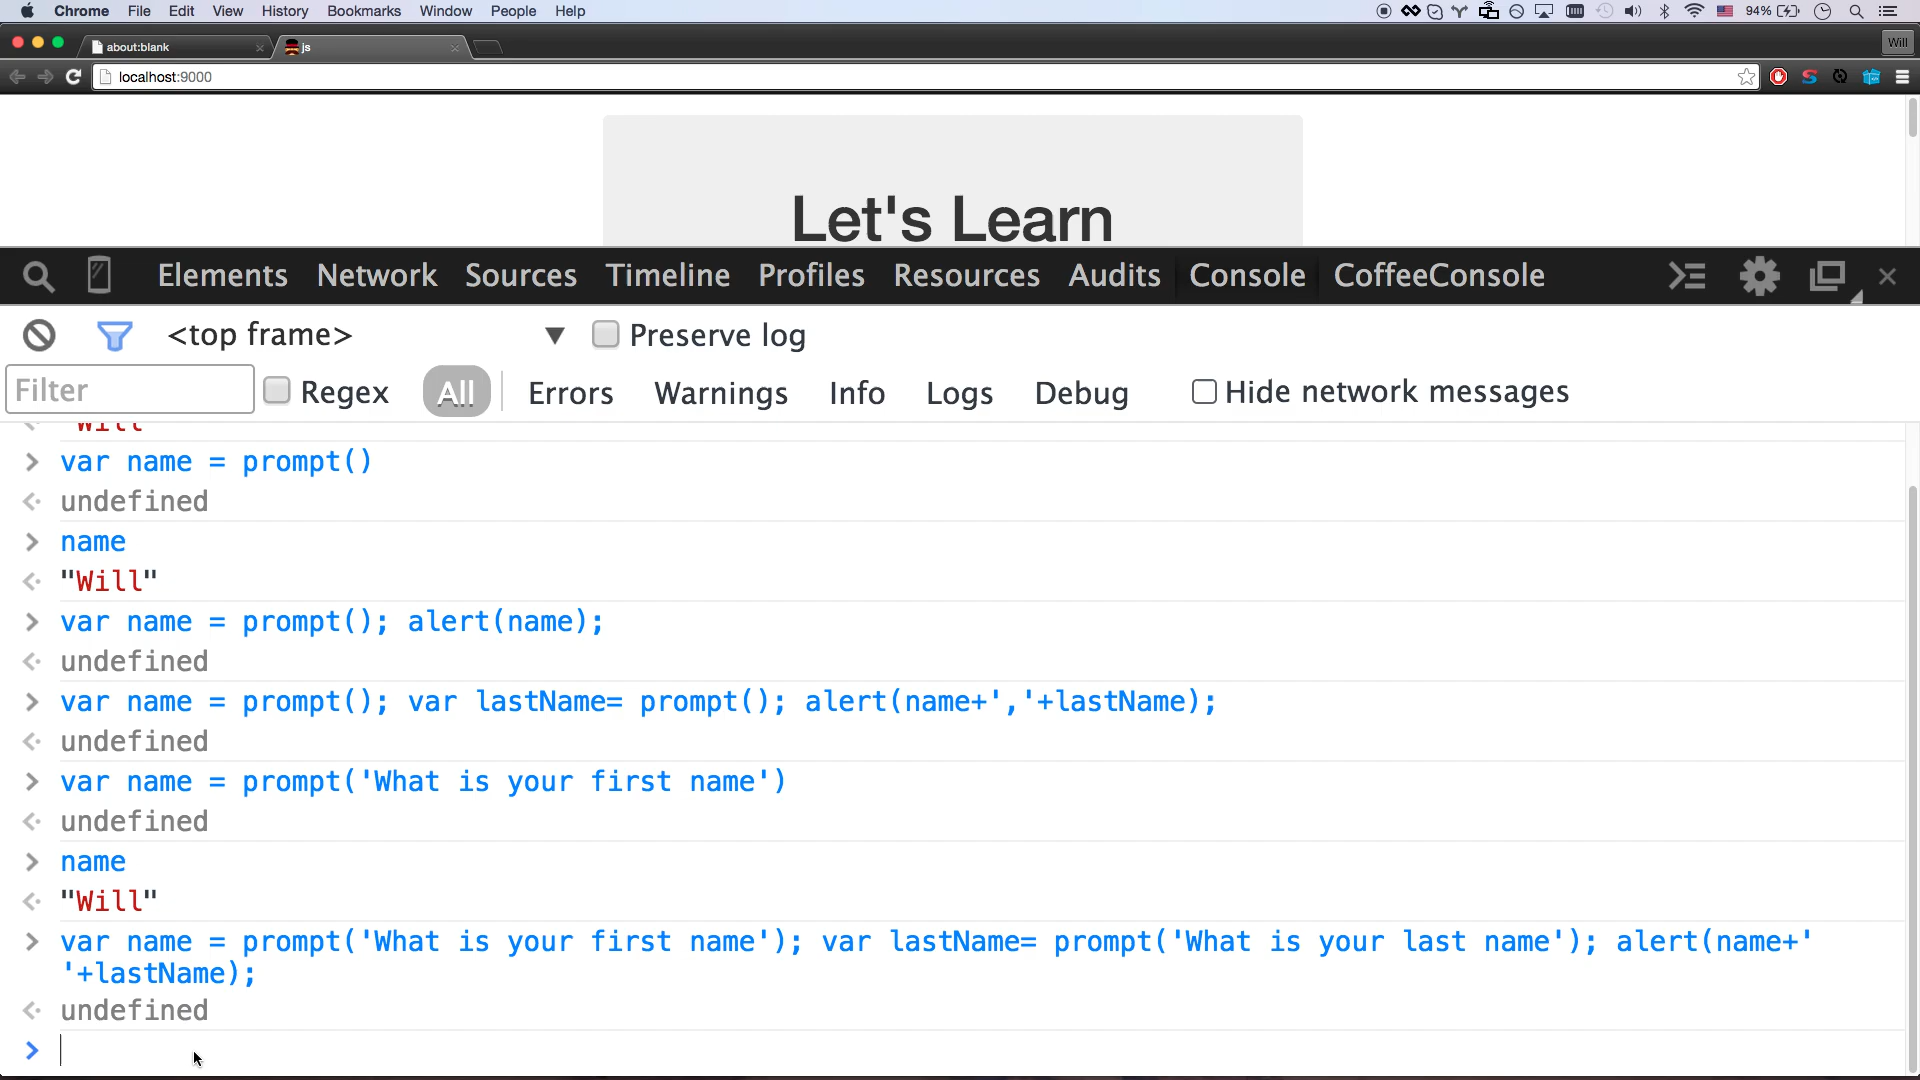 Chrome File Edit View History Bookmarks Window People Help 94%
about:blank js Will
localhost:9000
Let's Learn
Elements Network Sources Timeline Profiles Resources Audits Console CoffeeConsole
<top frame> Preserve log
Filter Regex All Errors Warnings Info Logs Debug Hide network messages
"Will"
> var name = prompt()
undefined
> name
"Will"
> var name = prompt(); alert(name);
undefined
> var name = prompt(); var lastName= prompt(); alert(name+','+lastName);
undefined
> var name = prompt('What is your first name')
undefined
> name
"Will"
> var name = prompt('What is your first name'); var lastName= prompt('What is your last name'); alert(name+'
'+lastName);
undefined
>